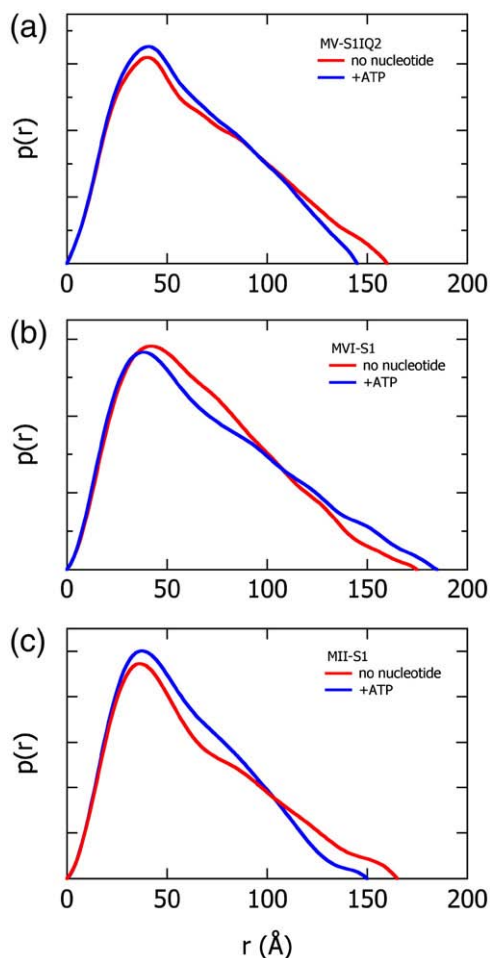 (a)
MV-S1IQ2
no nucleotide
+ATP
p(r)
0 50 100 150 200
(b)
MVI-S1
no nucleotide
+ATP
p(r)
0 50 100 150 200
(c)
MII-S1
no nucleotide
+ATP
p(r)
0 50 100 150 200
r (Å)